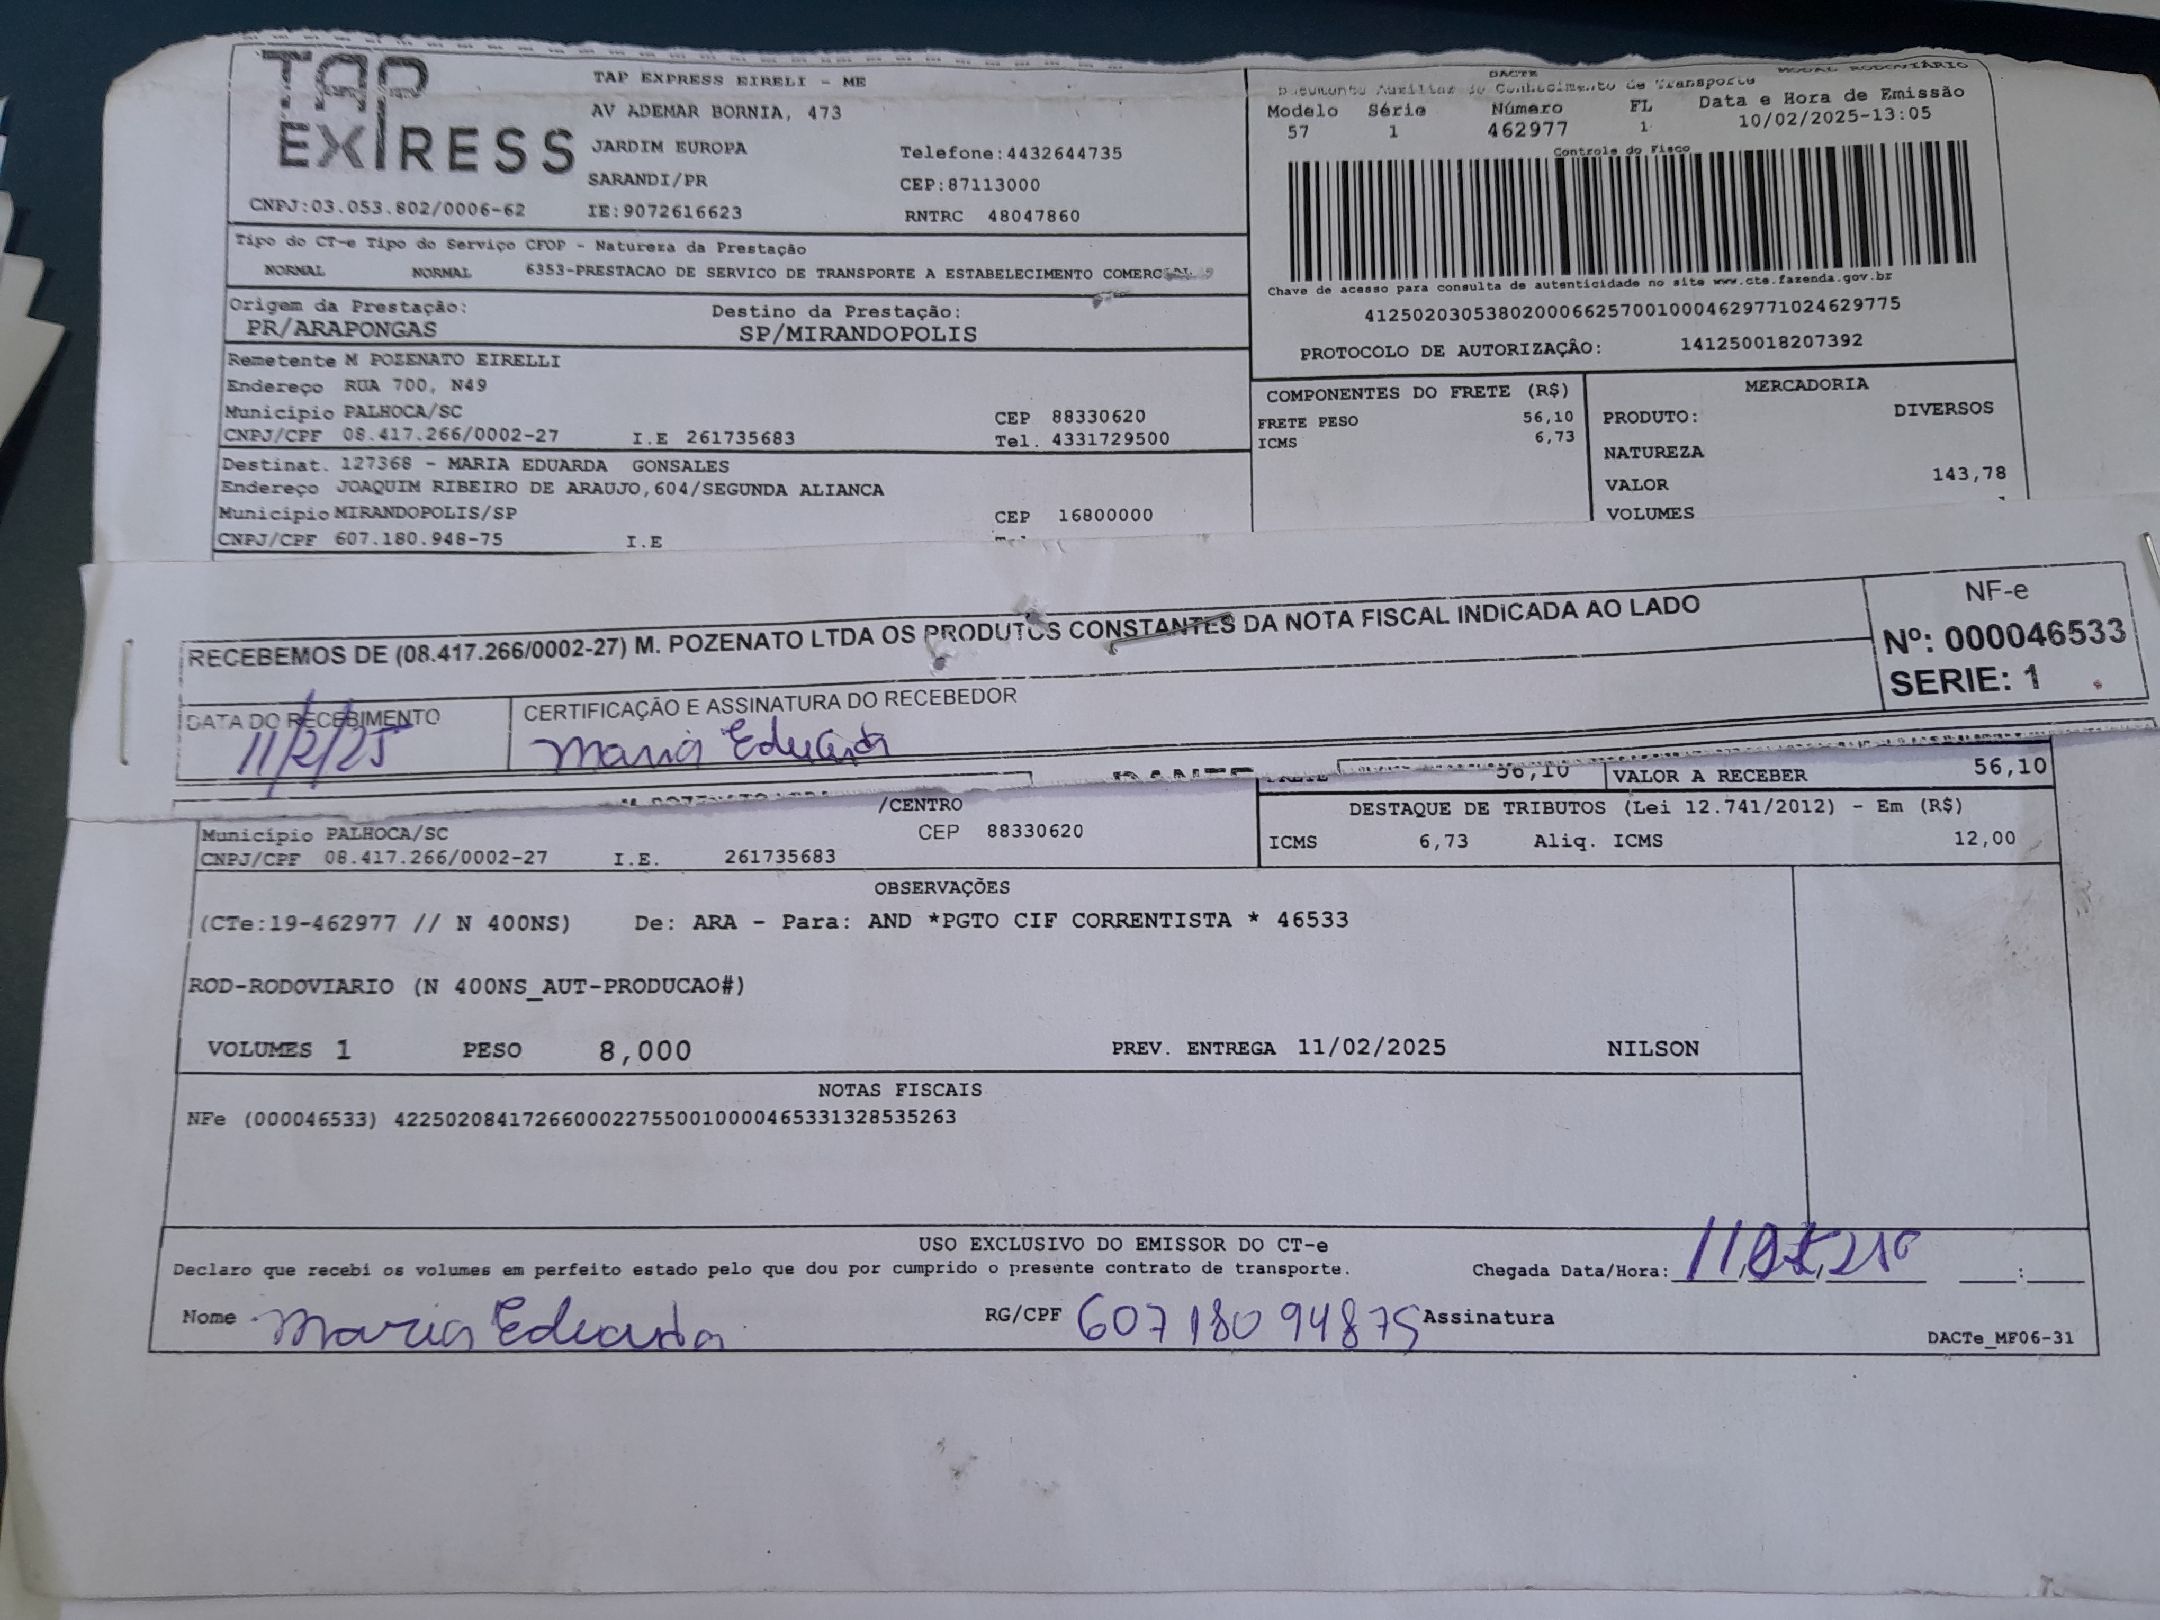 TAP EXPRESS
TAP EXPRESS EIRELI - ME
AV ADEMAR BORNIA, 473
JARDIM EUROPA Telefone:4432644735
SARANDI/PR CEP:87113000
CNPJ:03.053.802/0006-62 IE:9072616623 RNTRC 48047860
DACTE MODAL RODOVIÁRIO
Documento Auxiliar do Conhecimento de Transporte
Modelo Série Número FL Data e Hora de Emissão
57 1 462977 1 10/02/2025-13:05
Controle do Fisco
Chave de acesso para consulta de autenticidade no site www.cte.fazenda.gov.br
41250203053802000662570010004629771024629775
PROTOCOLO DE AUTORIZAÇÃO: 141250018207392
Tipo do CT-e Tipo do Serviço CFOP - Natureza da Prestação
NORMAL NORMAL 6353-PRESTACAO DE SERVICO DE TRANSPORTE A ESTABELECIMENTO COMERCIAL
Origem da Prestação: Destino da Prestação:
PR/ARAPONGAS SP/MIRANDOPOLIS
Remetente M POZENATO EIRELLI
Endereço RUA 700, N49
Município PALHOCA/SC CEP 88330620
CNPJ/CPF 08.417.266/0002-27 I.E 261735683 Tel. 4331729500
Destinat. 127368 - MARIA EDUARDA GONSALES
Endereço JOAQUIM RIBEIRO DE ARAUJO,604/SEGUNDA ALIANCA
Município MIRANDOPOLIS/SP CEP 16800000
CNPJ/CPF 607.180.948-75 I.E
COMPONENTES DO FRETE (R$)
FRETE PESO 56,10
ICMS 6,73
MERCADORIA
PRODUTO: DIVERSOS
NATUREZA
VALOR 143,78
VOLUMES
RECEBEMOS DE (08.417.266/0002-27) M. POZENATO LTDA OS PRODUTOS CONSTANTES DA NOTA FISCAL INDICADA AO LADO
NF-e
Nº: 000046533
SERIE: 1
DATA DO RECEBIMENTO CERTIFICAÇÃO E ASSINATURA DO RECEBEDOR
11/2/25 Maria Eduarda
56,10 VALOR A RECEBER 56,10
/CENTRO
Município PALHOCA/SC CEP 88330620
CNPJ/CPF 08.417.266/0002-27 I.E. 261735683
DESTAQUE DE TRIBUTOS (Lei 12.741/2012) - Em (R$)
ICMS 6,73 Aliq. ICMS 12,00
OBSERVAÇÕES
(CTe:19-462977 // N 400NS) De: ARA - Para: AND *PGTO CIF CORRENTISTA * 46533
ROD-RODOVIARIO (N 400NS_AUT-PRODUCAO#)
VOLUMES 1 PESO 8,000 PREV. ENTREGA 11/02/2025 NILSON
NOTAS FISCAIS
NFe (000046533) 42250208417266000227550010000465331328535263
USO EXCLUSIVO DO EMISSOR DO CT-e
Declaro que recebi os volumes em perfeito estado pelo que dou por cumprido o presente contrato de transporte. Chegada Data/Hora:
Nome Maria Eduarda RG/CPF 60718094875 Assinatura
DACTe_MF06-31